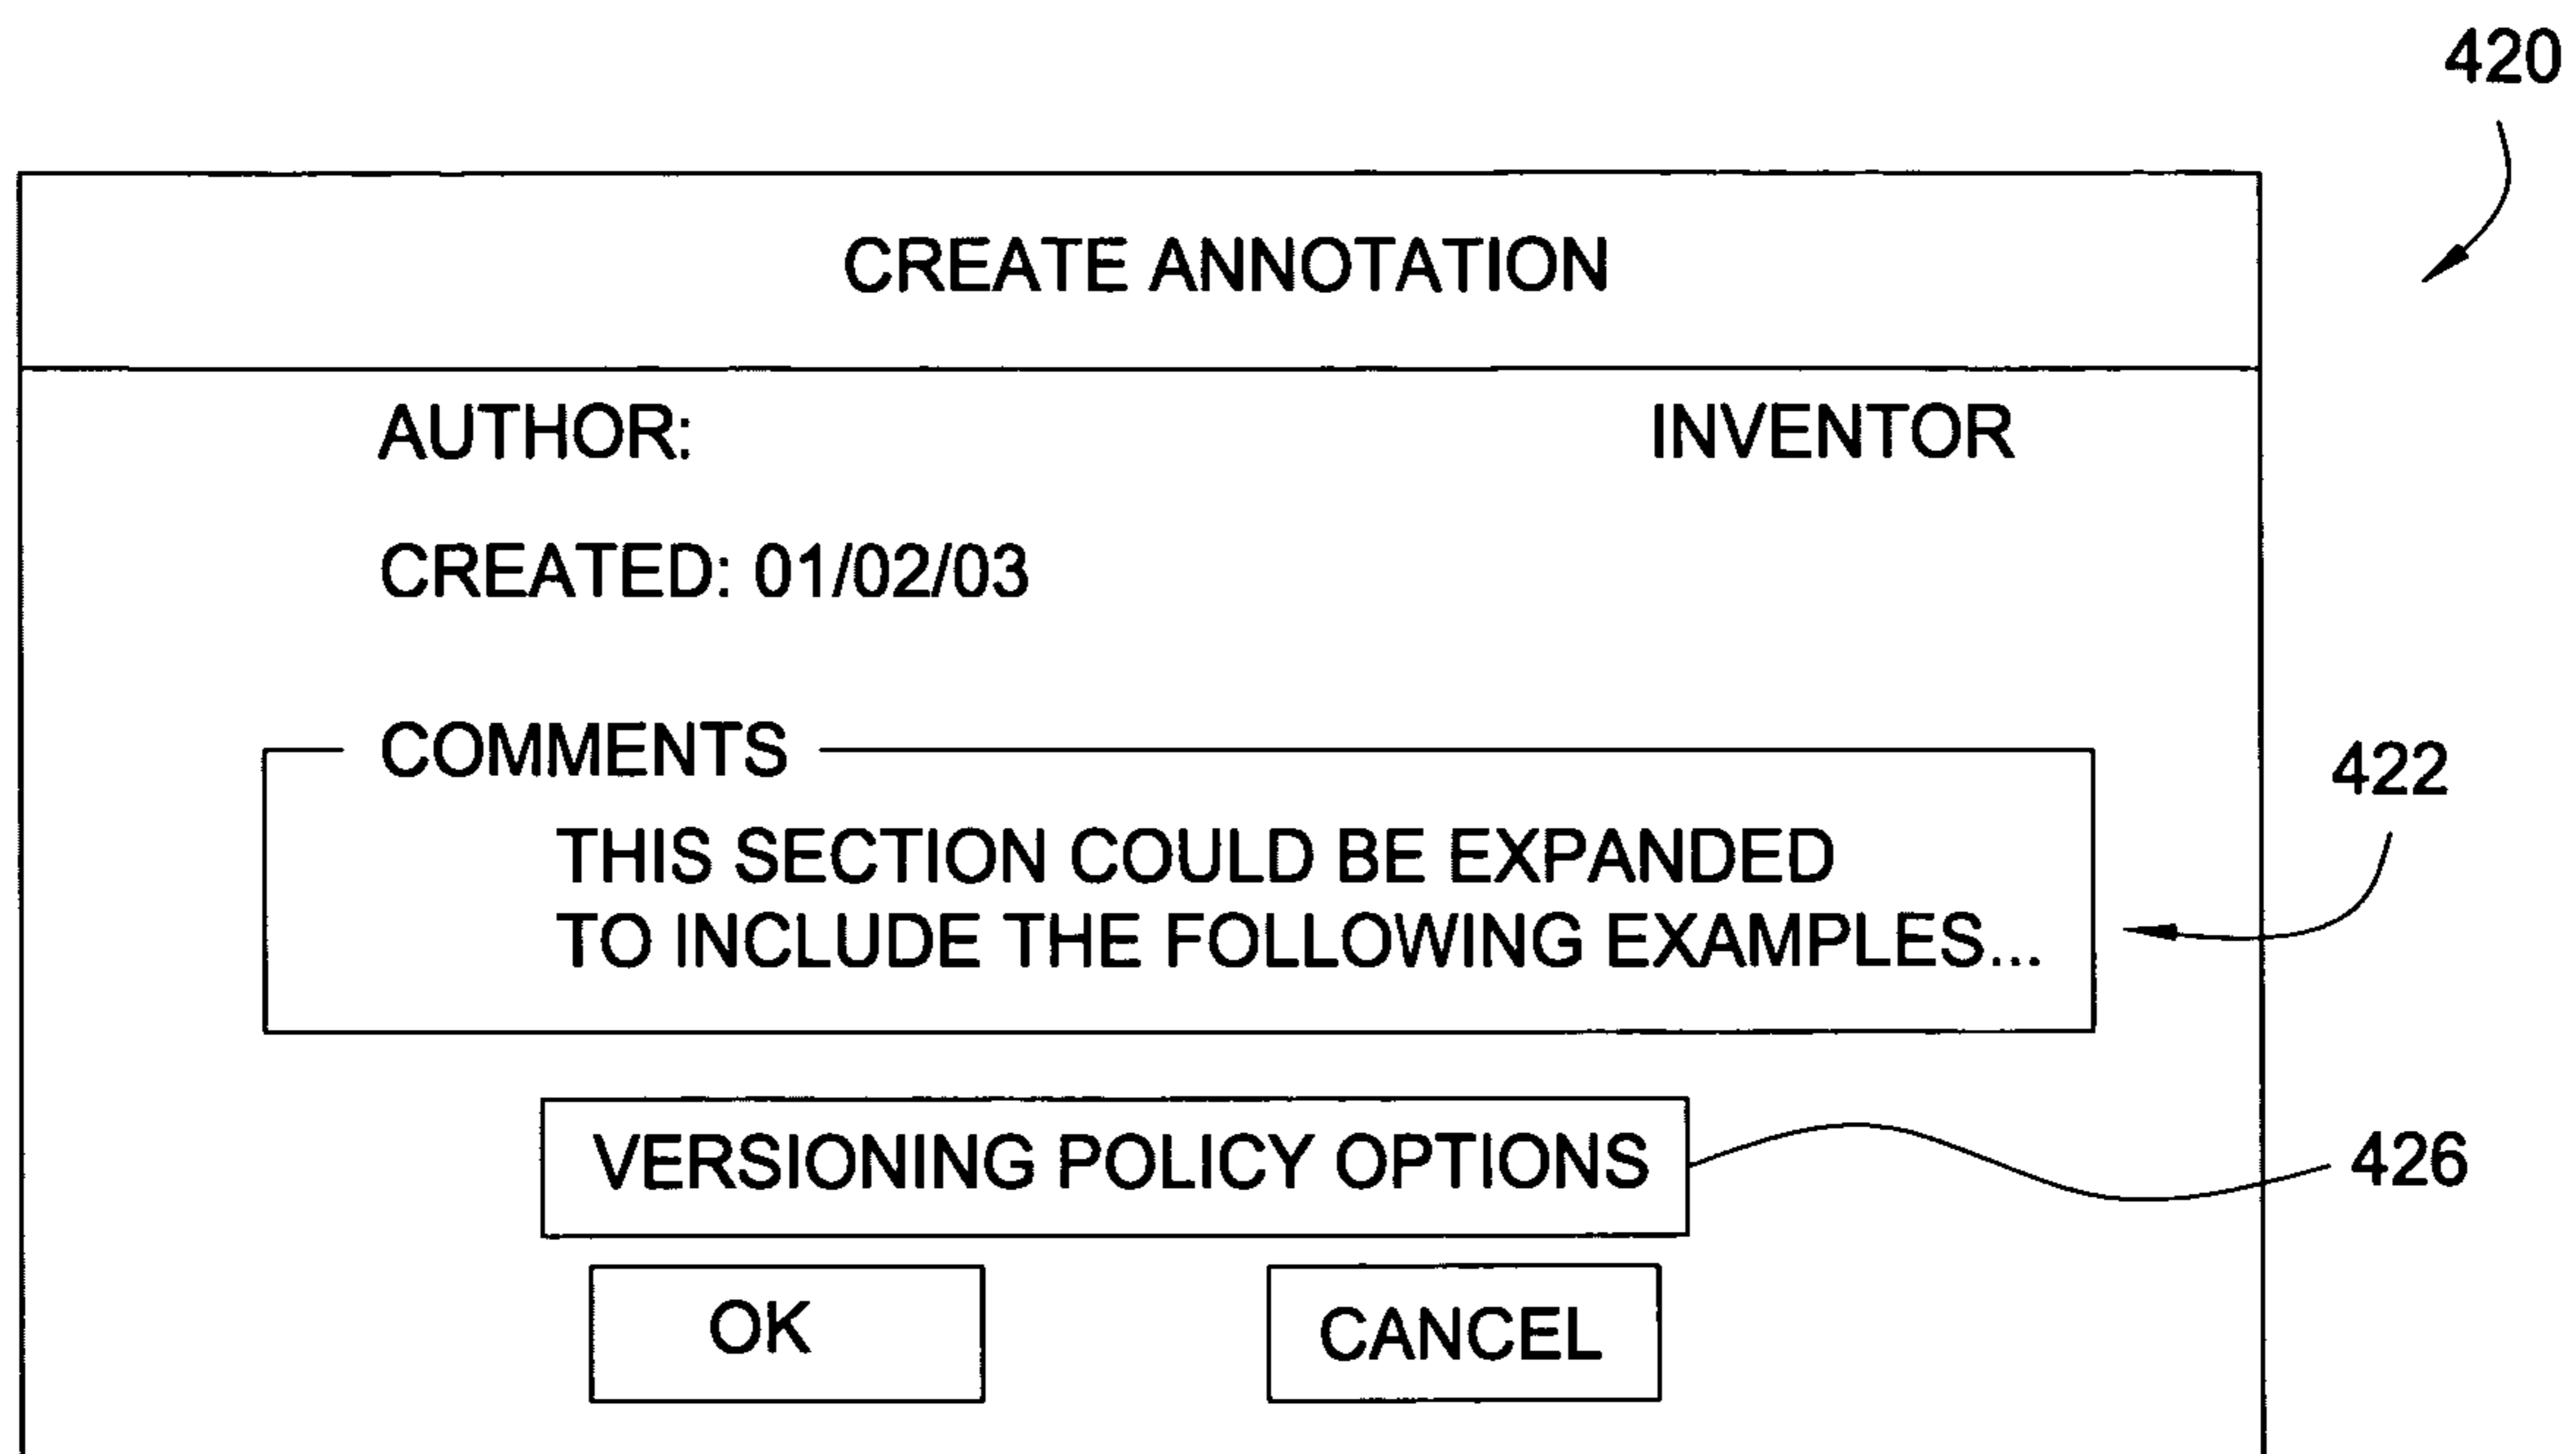 420
CREATE ANNOTATION
AUTHOR: INVENTOR
CREATED: 01/02/03
COMMENTS
422
THIS SECTION COULD BE EXPANDED
TO INCLUDE THE FOLLOWING EXAMPLES...
VERSIONING POLICY OPTIONS
426
OK CANCEL